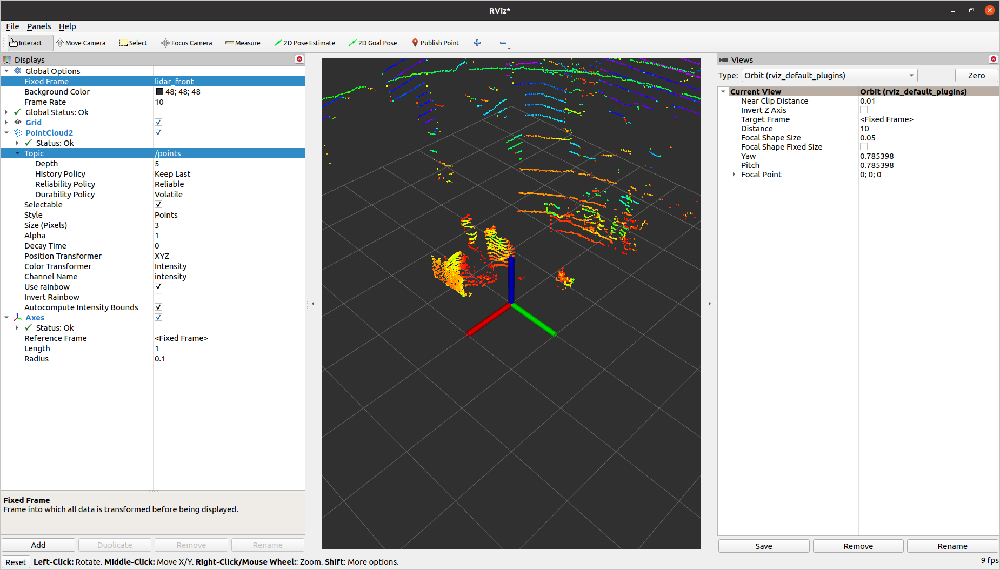 RViz*
File Panels Help
Interact Move Camera Select Focus Camera Measure 2D Pose Estimate 2D Goal Pose Publish Point
Displays
Global Options
Fixed Frame lidar_front
Background Color 48; 48; 48
Frame Rate 10
Global Status: Ok
Grid
PointCloud2
Status: Ok
Topic /points
Depth 5
History Policy Keep Last
Reliability Policy Reliable
Durability Policy Volatile
Selectable
Style Points
Size (Pixels) 3
Alpha 1
Decay Time 0
Position Transformer XYZ
Color Transformer Intensity
Channel Name intensity
Use rainbow
Invert Rainbow
Autocompute Intensity Bounds
Axes
Status: Ok
Reference Frame <Fixed Frame>
Length 1
Radius 0.1
Fixed Frame
Frame into which all data is transformed before being displayed.
Add Duplicate Remove Rename
Reset Left-Click: Rotate. Middle-Click: Move X/Y. Right-Click/Mouse Wheel:: Zoom. Shift: More options.
Views
Type: Orbit (rviz_default_plugins) Zero
Current View Orbit (rviz_default_plugins)
Near Clip Distance 0.01
Invert Z Axis
Target Frame <Fixed Frame>
Distance 10
Focal Shape Size 0.05
Focal Shape Fixed Size
Yaw 0.785398
Pitch 0.785398
Focal Point 0; 0; 0
Save Remove Rename
9 fps